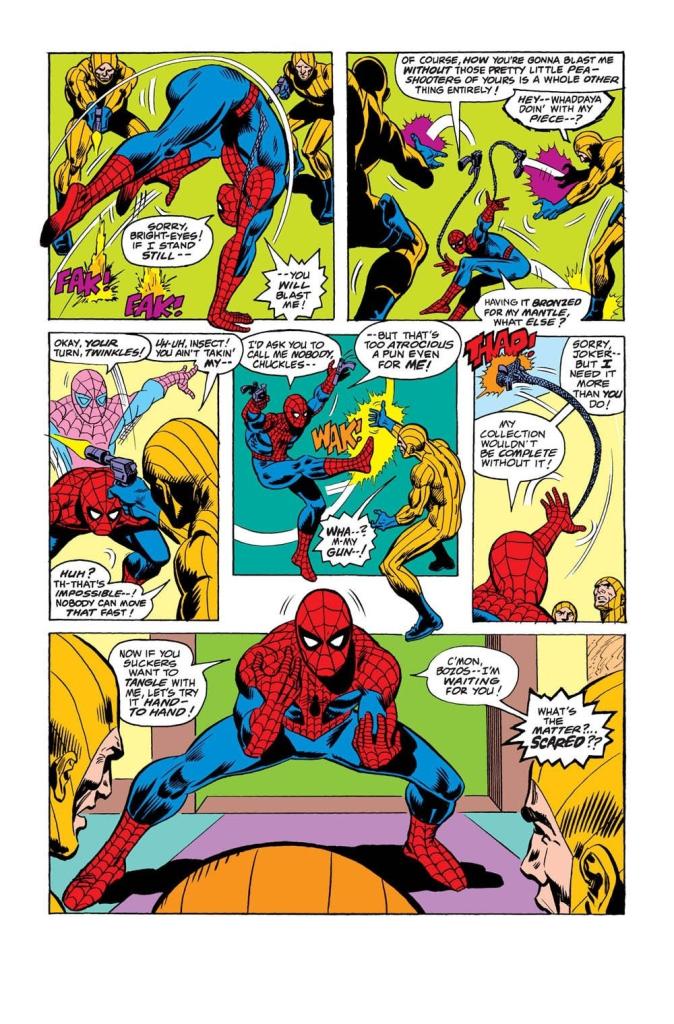 SORRY,
BRIGHT-EYES!
IF I STAND
STILL--
FAK!
FAK!
--YOU
WILL
BLAST
ME!
OF COURSE, HOW YOU'RE GONNA BLAST ME
WITHOUT THOSE PRETTY LITTLE PEA-
SHOOTERS OF YOURS IS A WHOLE OTHER
THING ENTIRELY!
HEY--WHADDAYA
DOIN' WITH MY
PIECE--?
HAVING IT BRONZED
FOR MY MANTLE,
WHAT ELSE?
OKAY, YOUR
TURN, TWINKLES!
UH-UH, INSECT!
YOU AIN'T TAKIN'
MY--
HUH?
TH-THAT'S
IMPOSSIBLE--!
NOBODY CAN MOVE
THAT FAST!
I'D ASK YOU TO
CALL ME NOBODY,
CHUCKLES--
--BUT THAT'S
TOO ATROCIOUS
A PUN EVEN
FOR ME!
WAK!
WHA--?
M-MY
GUN--!
THAP!
SORRY,
JOKER--
BUT I
NEED IT
MORE
THAN YOU
DO!
MY
COLLECTION
WOULDN'T
BE COMPLETE
WITHOUT IT!
NOW IF YOU
SUCKERS
WANT TO
TANGLE WITH
ME, LET'S TRY
IT HAND-
TO HAND!
C'MON,
BOZOS--I'M
WAITING
FOR YOU!
WHAT'S
THE
MATTER?...
SCARED??